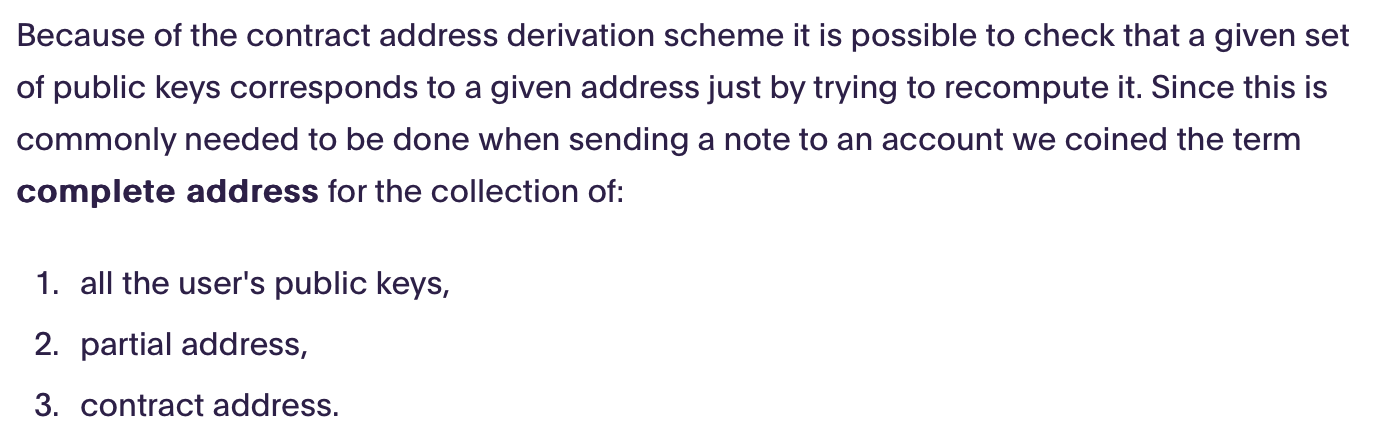 Because of the contract address derivation scheme it is possible to check that a given set
of public keys corresponds to a given address just by trying to recompute it. Since this is
commonly needed to be done when sending a note to an account we coined the term
complete address for the collection of:
1. all the user's public keys,
2. partial address,
3. contract address.